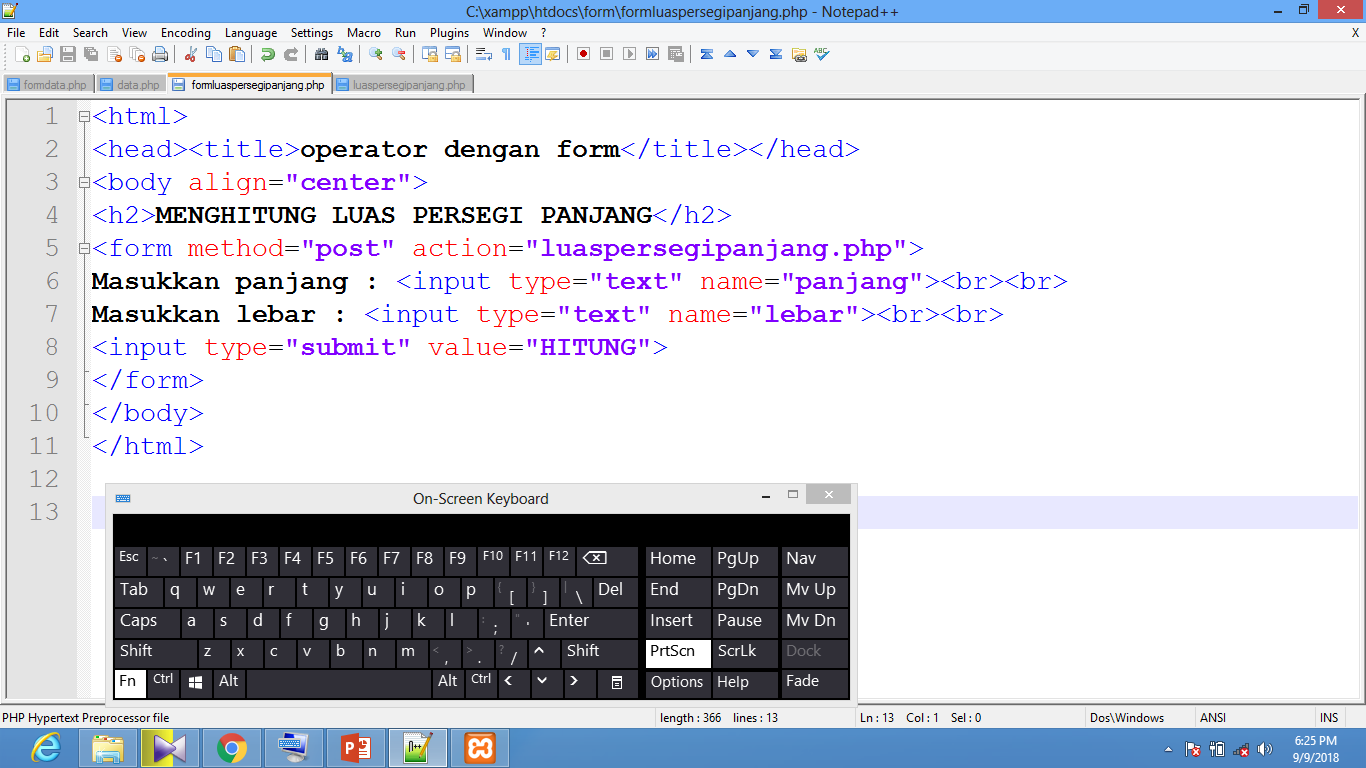 C:\xampp\htdocs\form\formluaspersegipanjang.php - Notepad++
File Edit Search View Encoding Language Settings Macro Run Plugins Window ? X
formdata.php data.php formluaspersegipanjang.php luaspersegipanjang.php
1 <html>
2 <head><title>operator dengan form</title></head>
3 <body align="center">
4 <h2>MENGHITUNG LUAS PERSEGI PANJANG</h2>
5 <form method="post" action="luaspersegipanjang.php">
6 Masukkan panjang : <input type="text" name="panjang"><br><br>
7 Masukkan lebar : <input type="text" name="lebar"><br><br>
8 <input type="submit" value="HITUNG">
9 </form>
10 </body>
11 </html>
12
13
On-Screen Keyboard
Esc ~ ` F1 F2 F3 F4 F5 F6 F7 F8 F9 F10 F11 F12 Home PgUp Nav
Tab q w e r t y u i o p { [ } ] | \ Del End PgDn Mv Up
Caps a s d f g h j k l : ; " ' Enter Insert Pause Mv Dn
Shift z x c v b n m < , > . ? / Shift PrtScn ScrLk Dock
Fn Ctrl Alt Alt Ctrl Options Help Fade
PHP Hypertext Preprocessor file length : 366 lines : 13 Ln : 13 Col : 1 Sel : 0 Dos\Windows ANSI INS
6:25 PM
9/9/2018